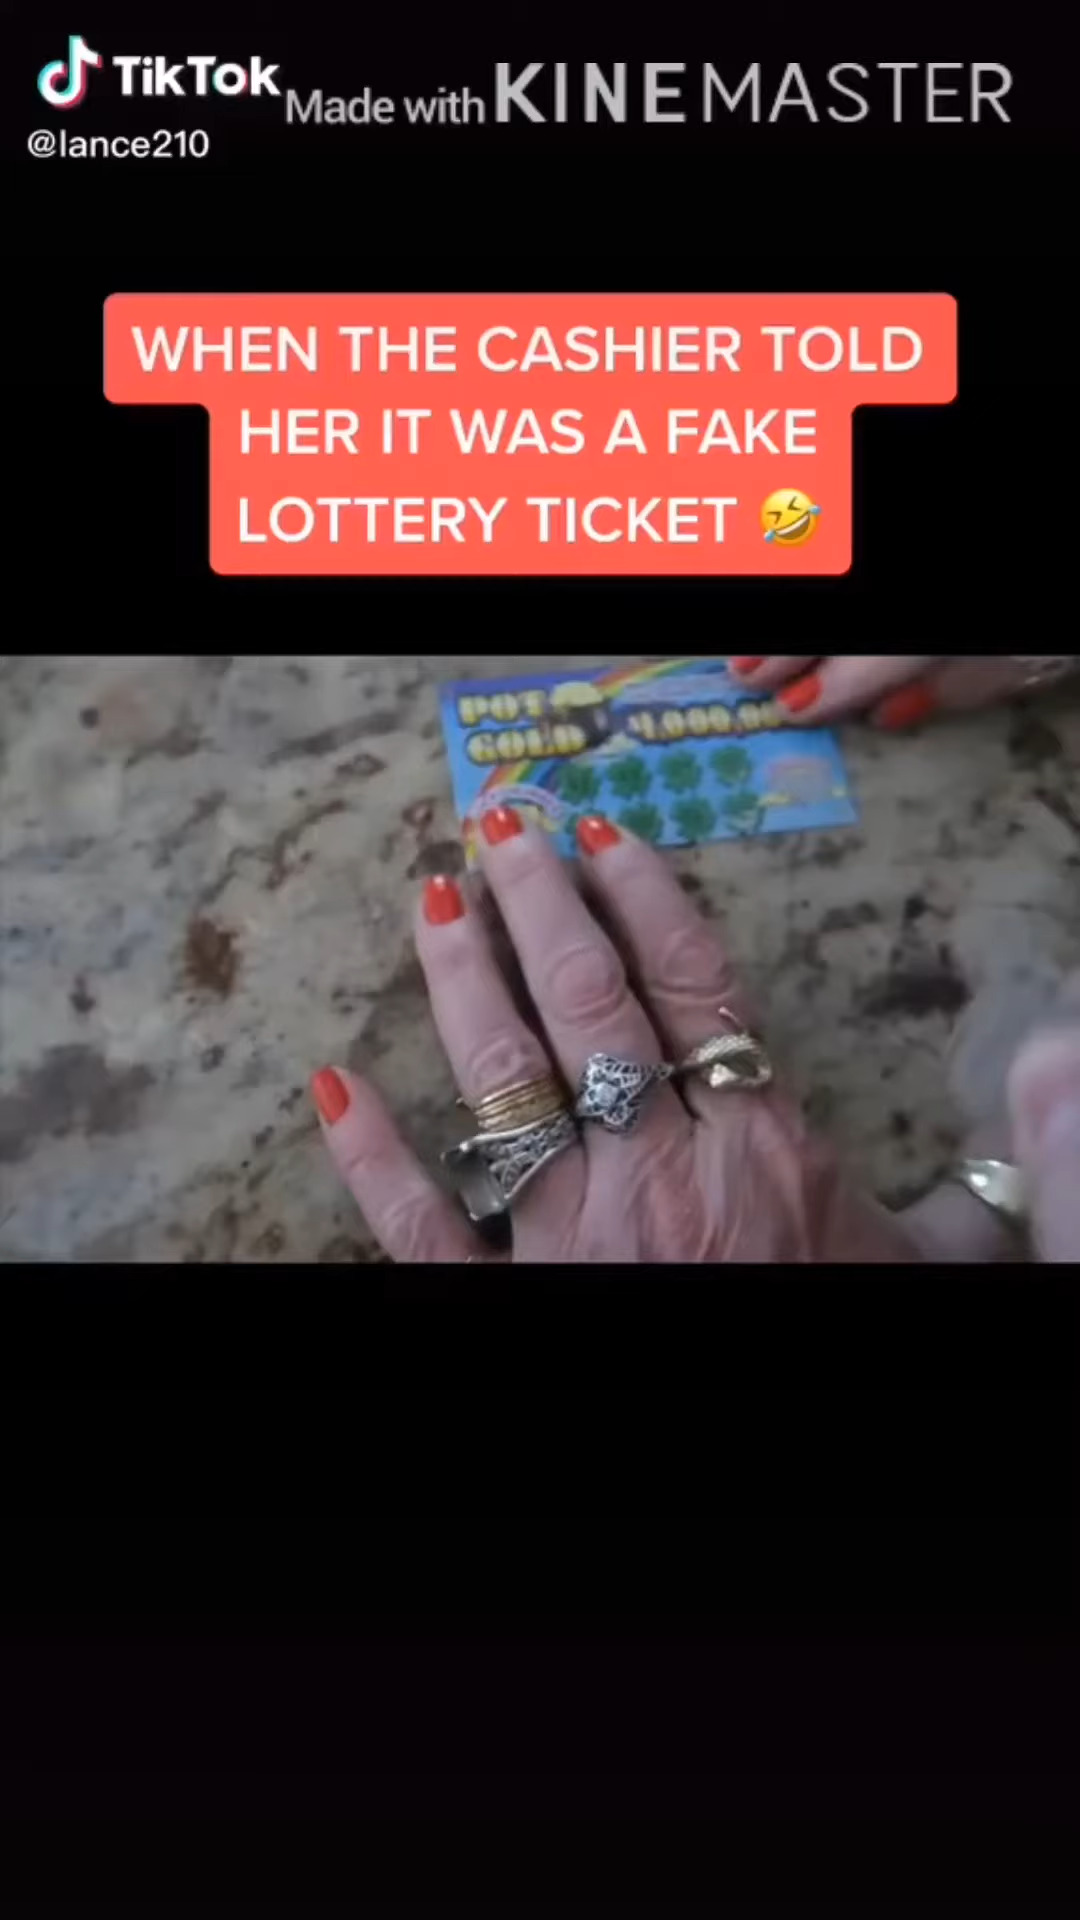 TikTok
Made with KINEMASTER
@lance210
WHEN THE CASHIER TOLD
HER IT WAS A FAKE
LOTTERY TICKET 🤣
POT
GOLD